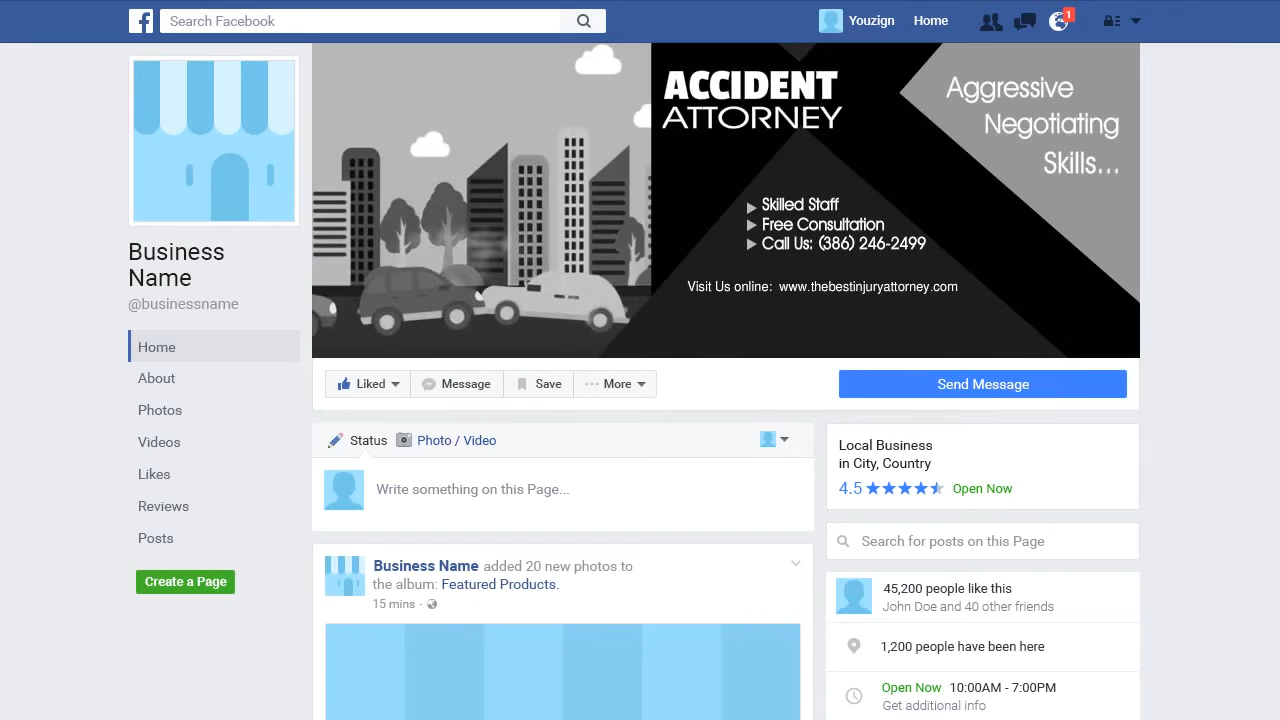 f
Search Facebook
Youzign
Home
1
ACCIDENT
ATTORNEY
Aggressive
Negotiating
Skills...
Skilled Staff
Free Consultation
Call Us: (386) 246-2499
Visit Us online: www.thebestinjuryattorney.com
Business
Name
@businessname
Home
About
Photos
Videos
Likes
Reviews
Posts
Create a Page
Liked
Message
Save
More
Send Message
Status
Photo / Video
Write something on this Page...
Business Name added 20 new photos to
the album: Featured Products.
15 mins ·
Local Business
in City, Country
4.5
Open Now
Search for posts on this Page
45,200 people like this
John Doe and 40 other friends
1,200 people have been here
Open Now 10:00AM - 7:00PM
Get additional info